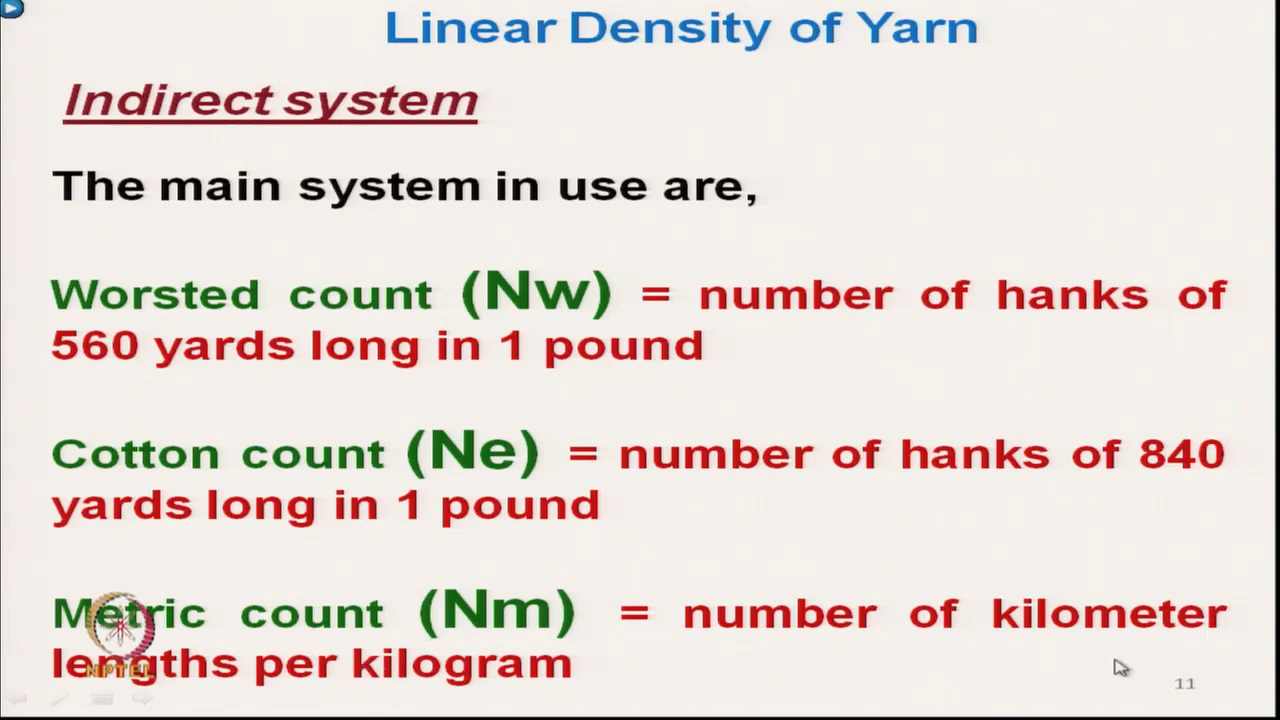 Linear Density of Yarn
Indirect system
The main system in use are,
Worsted count (Nw) = number of hanks of
560 yards long in 1 pound
Cotton count (Ne) = number of hanks of 840
yards long in 1 pound
Metric count (Nm) = number of kilometer
lengths per kilogram
NPTEL
11